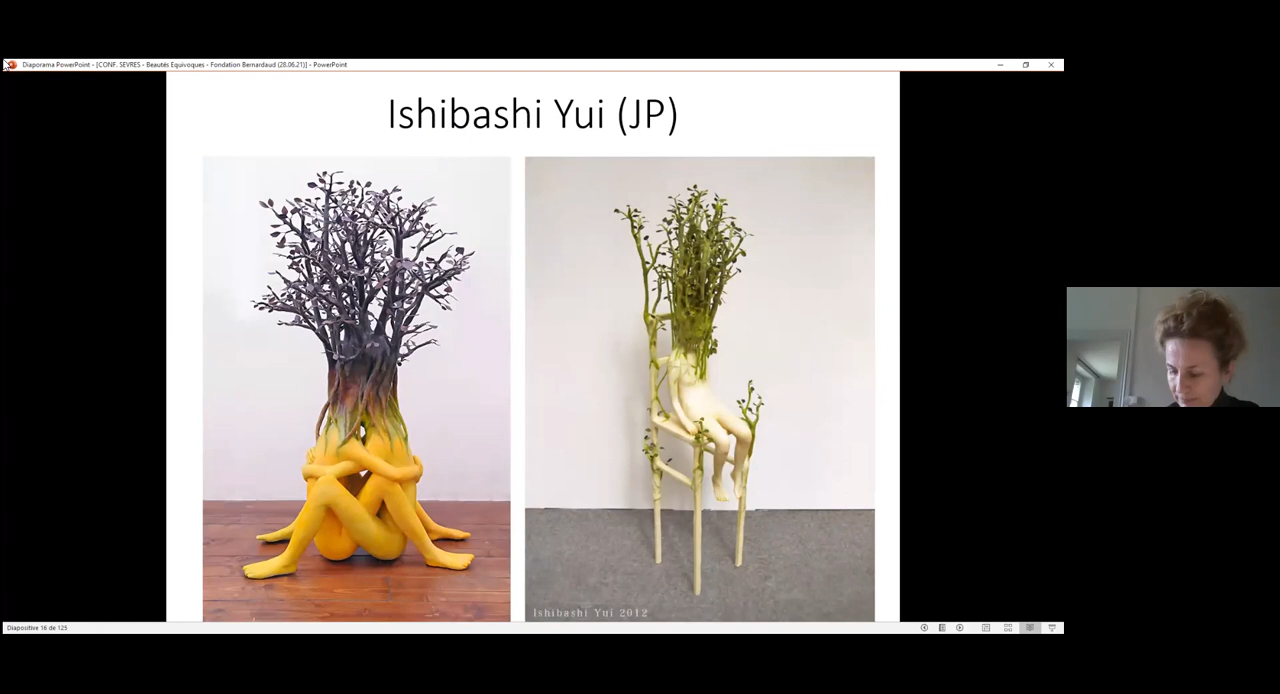 Diaporama PowerPoint - [CONF. SEVRES - Beautés Equivoques - Fondation Bernardaud (28.06.21)] - PowerPoint
Ishibashi Yui (JP)
Ishibashi Yui 2012
Diapositive 16 de 125